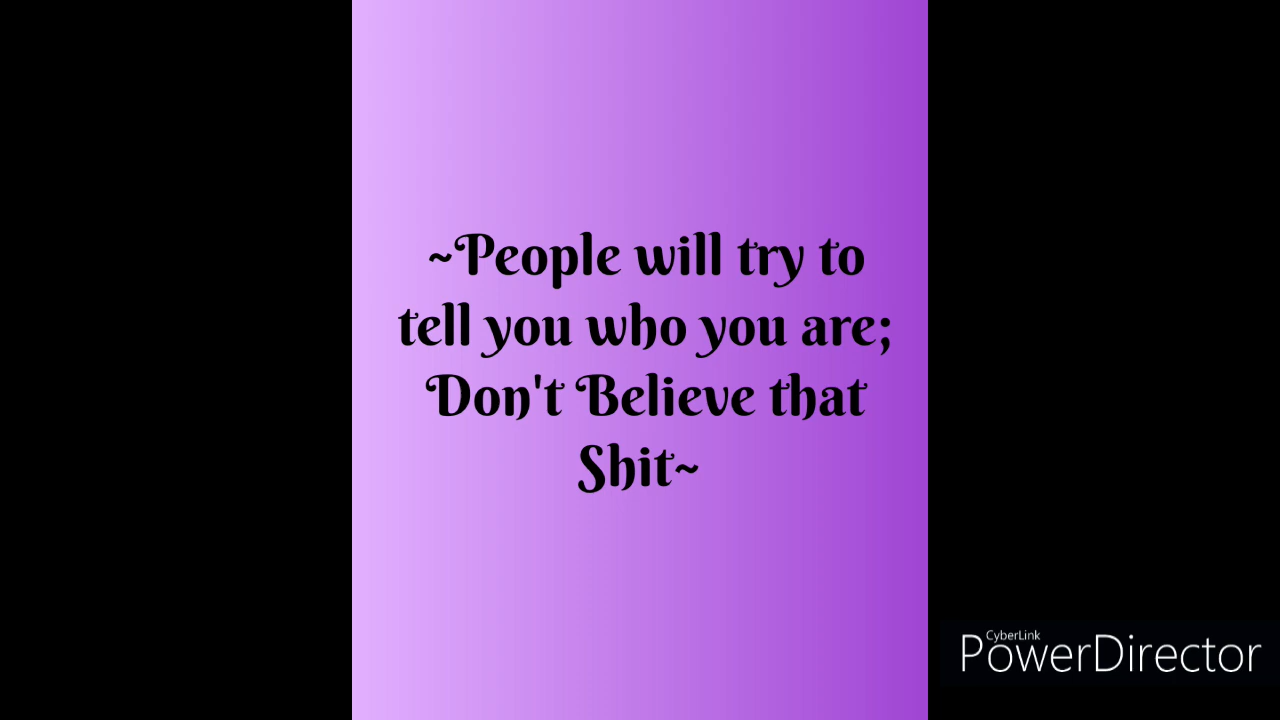 ~People will try to
tell you who you are;
Don't Believe that
Shit~
CyberLink
PowerDirector